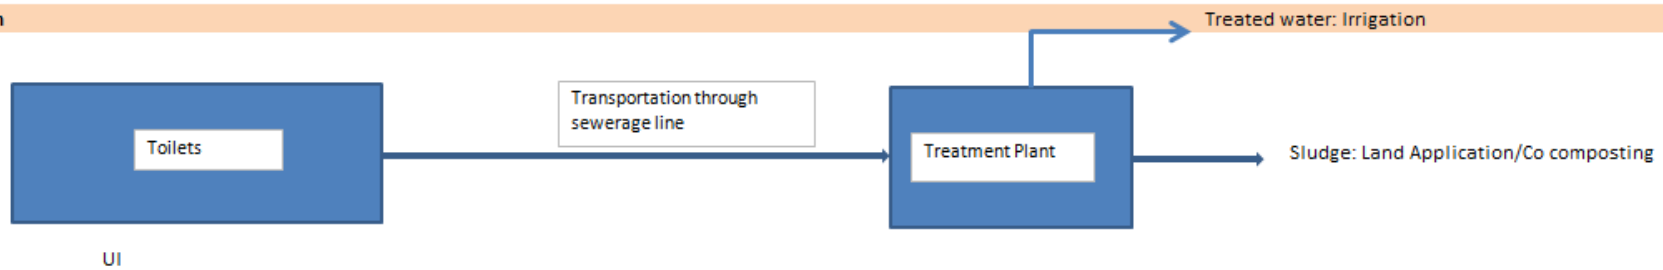 Treated water: Irrigation
Transportation through
sewerage line
Toilets
Treatment Plant
Sludge: Land Application/Co composting
UI